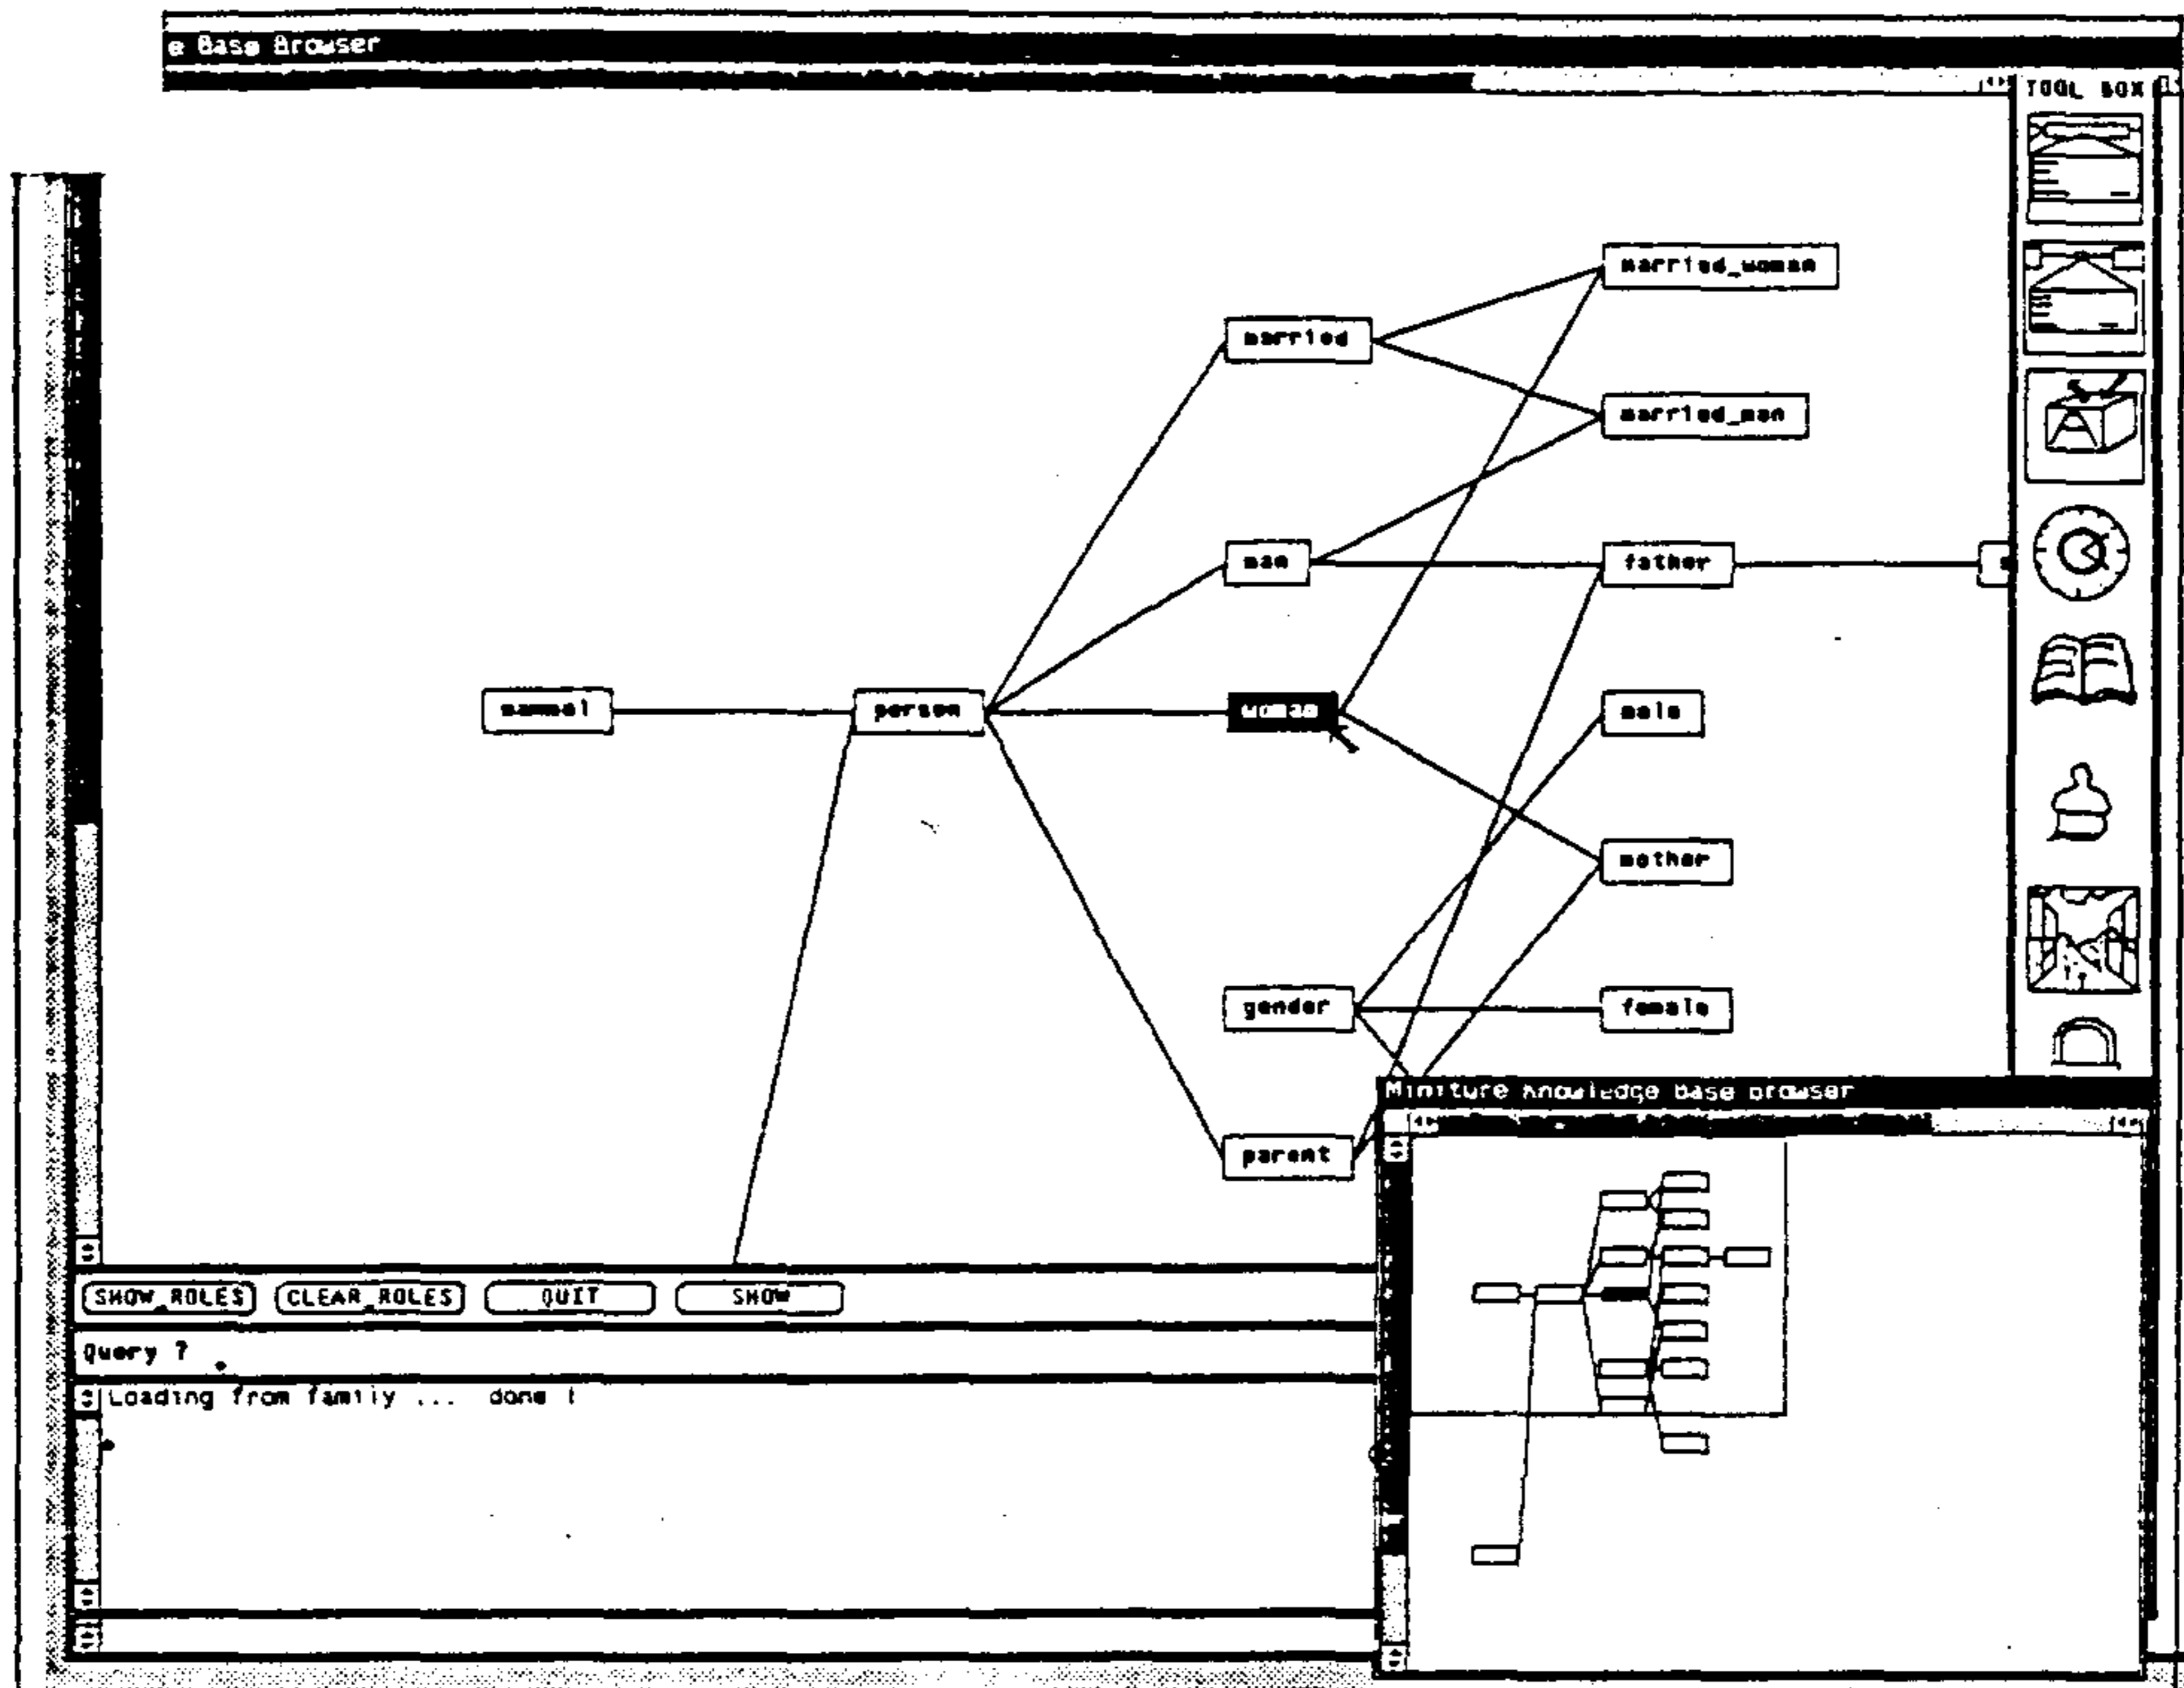 e Base Browser
TOOL BOX
married_woman
married
married_man
man
father
mammal
person
woman
male
mother
gender
female
Miniture Knowledge base browser
parent
SHOW_ROLES
CLEAR_ROLES
QUIT
SHOW
Query ?
Loading from family ... done !